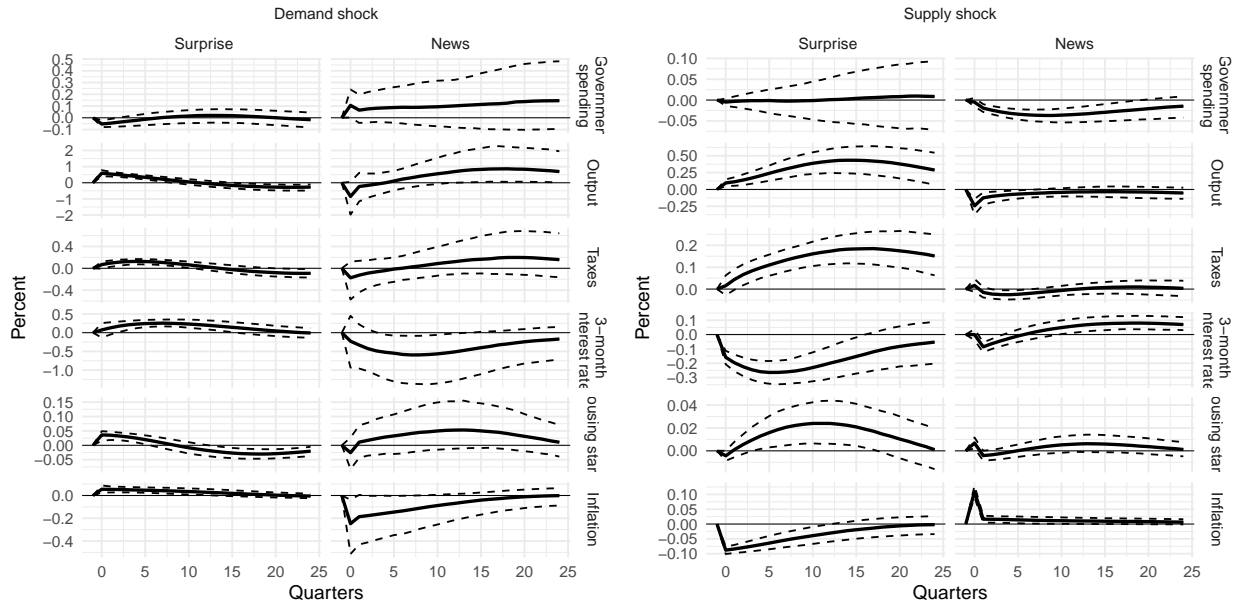 Demand shock
Supply shock
Surprise
News
Surprise
News
Percent
0.5
0.4
0.3
0.2
0.1
0.0
−0.1
Governmer
spending
2
1
0
−1
−2
Output
0.4
0.0
−0.4
Taxes
0.5
0.0
−0.5
−1.0
3−month
nterest rate
0.15
0.10
0.05
0.00
−0.05
ousing star
0.0
−0.2
−0.4
Inflation
0 5 10 15 20 25
0 5 10 15 20 25
Quarters
Percent
0.10
0.05
0.00
−0.05
Governmer
spending
0.50
0.25
0.00
−0.25
Output
0.2
0.1
0.0
Taxes
0.1
0.0
−0.1
−0.2
−0.3
3−month
nterest rate
0.04
0.02
0.00
ousing star
0.10
0.05
0.00
−0.05
−0.10
Inflation
0 5 10 15 20 25
0 5 10 15 20 25
Quarters